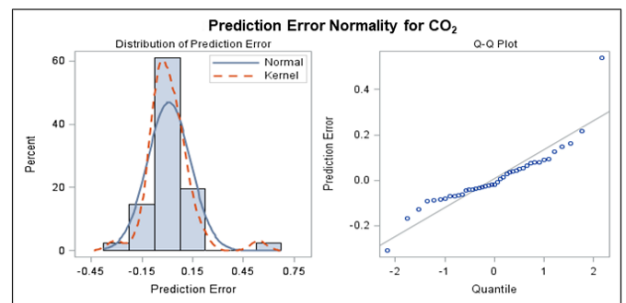 Prediction Error Normality for CO₂
Distribution of Prediction Error
Normal
Kernel
60
40
20
0
Percent
-0.45 -0.15 0.15 0.45 0.75
Prediction Error
Q-Q Plot
0.4
0.2
0.0
-0.2
Prediction Error
-2 -1 0 1 2
Quantile